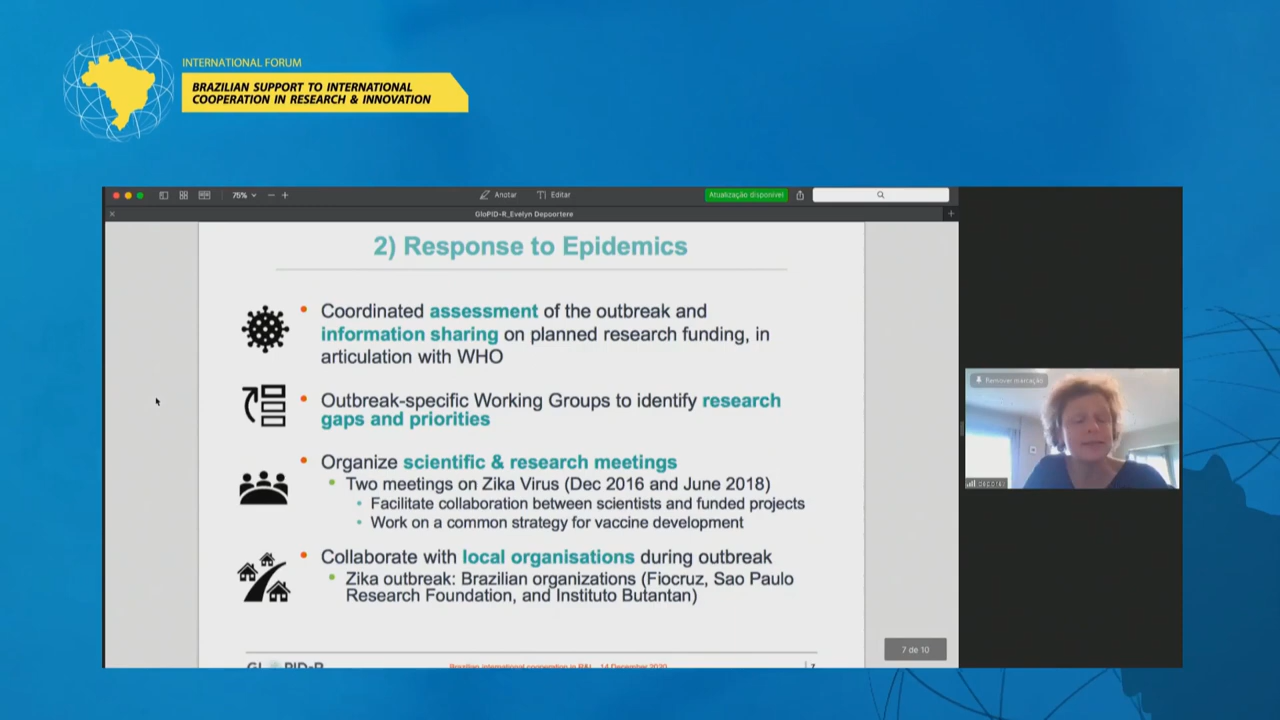 INTERNATIONAL FORUM
BRAZILIAN SUPPORT TO INTERNATIONAL
COOPERATION IN RESEARCH & INNOVATION
75%
Anotar
Editar
Atualização disponível
GloPID-R_Evelyn Depoortere
2) Response to Epidemics
Coordinated assessment of the outbreak and
information sharing on planned research funding, in
articulation with WHO
Outbreak-specific Working Groups to identify research
gaps and priorities
Organize scientific & research meetings
Two meetings on Zika Virus (Dec 2016 and June 2018)
Facilitate collaboration between scientists and funded projects
Work on a common strategy for vaccine development
Collaborate with local organisations during outbreak
Zika outbreak: Brazilian organizations (Fiocruz, Sao Paulo
Research Foundation, and Instituto Butantan)
GLOPID-R
Brazilian international cooperation in R&I, 14 December 2020
7
7 de 10
Remover marcação